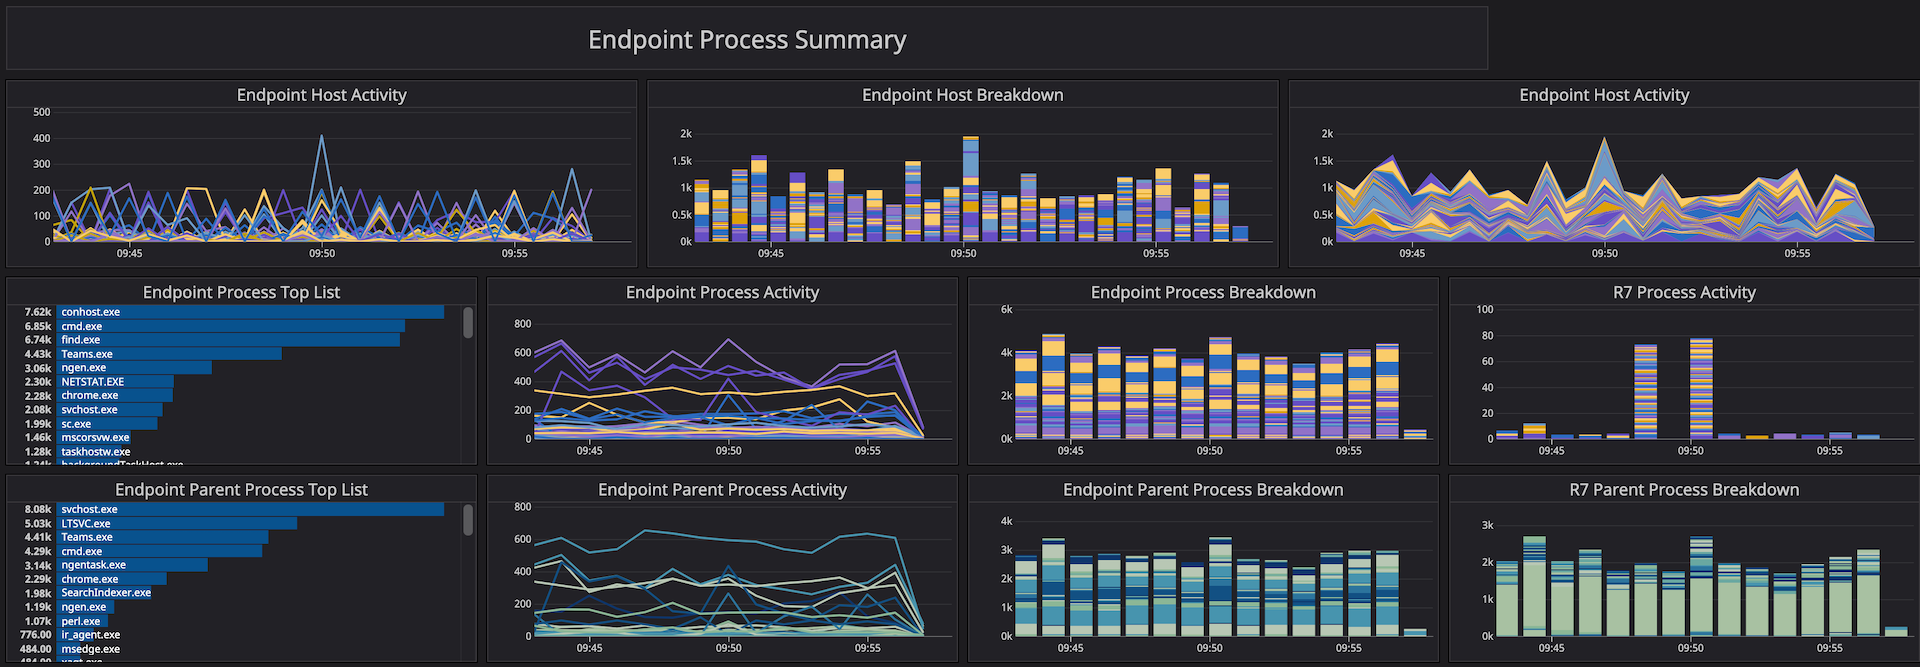 Endpoint Process Summary
Endpoint Host Activity
500
400
300
200
100
0
09:45 09:50 09:55
Endpoint Host Breakdown
2k
1.5k
1k
0.5k
0k
09:45 09:50 09:55
Endpoint Host Activity
2k
1.5k
1k
0.5k
0k
09:45 09:50 09:55
Endpoint Process Top List
7.62k conhost.exe
6.85k cmd.exe
6.74k find.exe
4.43k Teams.exe
3.06k ngen.exe
2.30k NETSTAT.EXE
2.28k chrome.exe
2.08k svchost.exe
1.99k sc.exe
1.46k mscorsvw.exe
1.28k taskhostw.exe
1.24k backgroundTaskHost.exe
Endpoint Process Activity
800
600
400
200
0
09:45 09:50 09:55
Endpoint Process Breakdown
6k
4k
2k
0k
09:45 09:50 09:55
R7 Process Activity
100
80
60
40
20
0
09:45 09:50 09:55
Endpoint Parent Process Top List
8.08k svchost.exe
5.03k LTSVC.exe
4.41k Teams.exe
4.29k cmd.exe
3.14k ngentask.exe
2.29k chrome.exe
1.98k SearchIndexer.exe
1.19k ngen.exe
1.07k perl.exe
776.00 ir_agent.exe
484.00 msedge.exe
Endpoint Parent Process Activity
800
600
400
200
0
09:45 09:50 09:55
Endpoint Parent Process Breakdown
4k
3k
2k
1k
0k
09:45 09:50 09:55
R7 Parent Process Breakdown
3k
2k
1k
0k
09:45 09:50 09:55